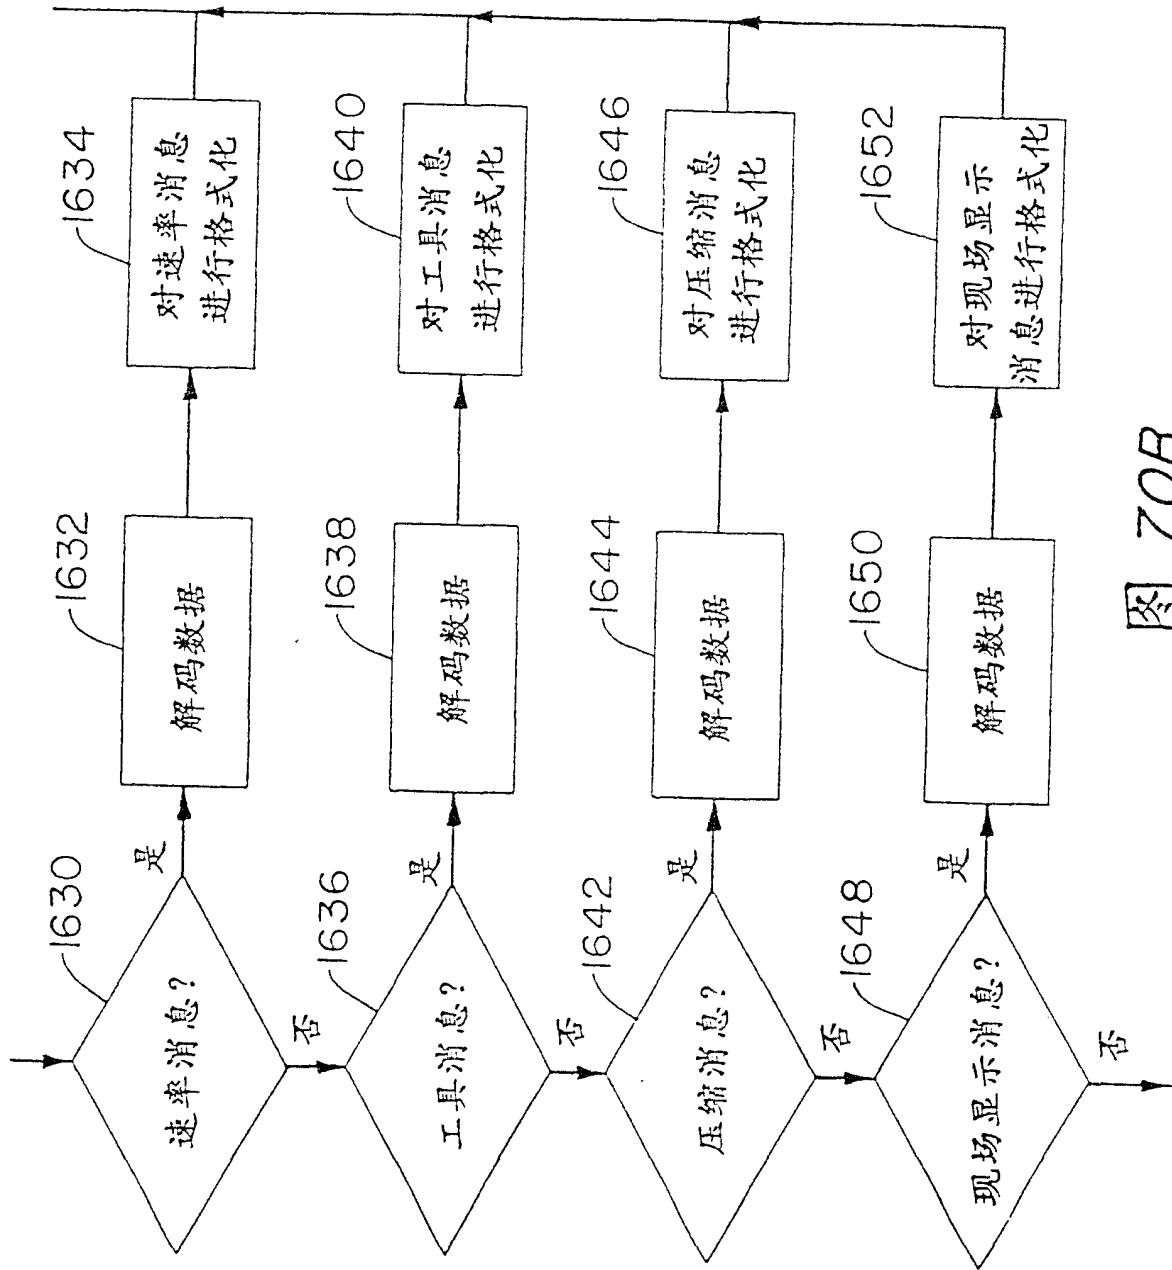 1630
速率消息?
是
1632
解码数据
1634
对速率消息
进行格式化
否
1636
工具消息?
是
1638
解码数据
1640
对工具消息
进行格式化
否
1642
压缩消息?
是
1644
解码数据
1646
对压缩消息
进行格式化
否
1648
现场显示消息?
是
1650
解码数据
1652
对现场显示
消息进行格式化
否
图 70B